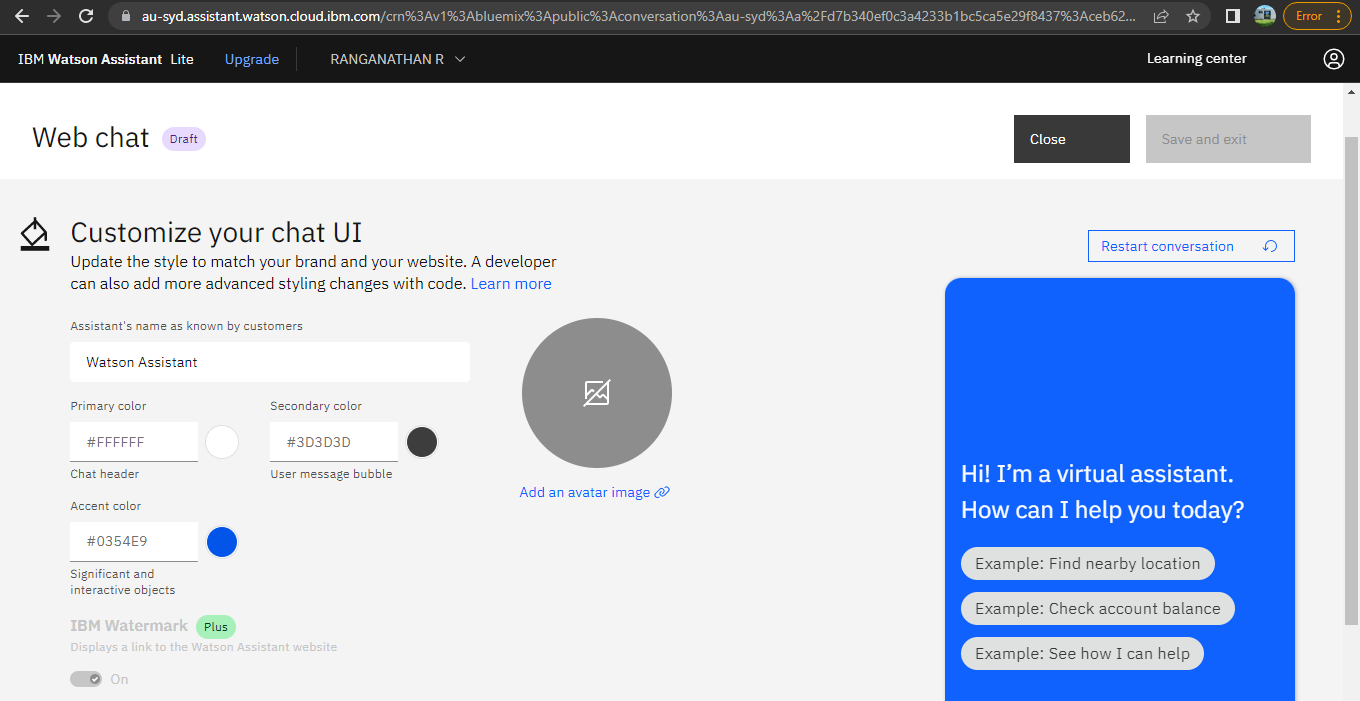 au-syd.assistant.watson.cloud.ibm.com/crn%3Av1%3Abluemix%3Apublic%3Aconversation%3Aau-syd%3Aa%2Fd7b340ef0c3a4233b1bc5ca5e29f8437%3Aceb62...
Error
IBM Watson Assistant Lite Upgrade RANGANATHAN R Learning center
Web chat Draft
Close
Save and exit
Customize your chat UI
Update the style to match your brand and your website. A developer
can also add more advanced styling changes with code. Learn more
Restart conversation
Assistant's name as known by customers
Watson Assistant
Primary color
Secondary color
#FFFFFF
#3D3D3D
Chat header
User message bubble
Add an avatar image
Accent color
#0354E9
Significant and
interactive objects
IBM Watermark Plus
Displays a link to the Watson Assistant website
On
Hi! I’m a virtual assistant.
How can I help you today?
Example: Find nearby location
Example: Check account balance
Example: See how I can help